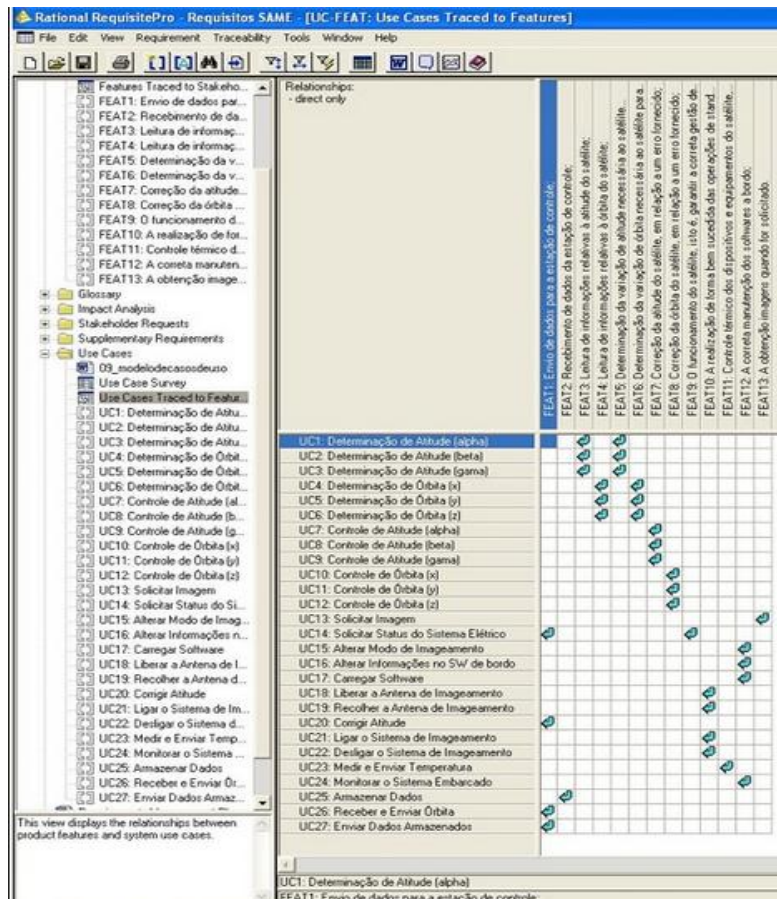 Rational RequisitePro - Requisitos SAME - [UC-FEAT: Use Cases Traced to Features]
File Edit View Requirement Traceability Tools Window Help
Features Traced to Stakeho...
FEAT1: Envio de dados par...
FEAT2: Recebimento de da...
FEAT3: Leitura de informaç...
FEAT4: Leitura de informaç...
FEAT5: Determinação da v...
FEAT6: Determinação da v...
FEAT7: Correção da atitude...
FEAT8: Correção da órbita ...
FEAT9: O funcionamento d...
FEAT10: A realização de for...
FEAT11: Controle térmico d...
FEAT12: A correta manuten...
FEAT13: A obtenção image...
Glossary
Impact Analysis
Stakeholder Requests
Supplementary Requirements
Use Cases
09_modelodecasosdeuso
Use Case Survey
Use Cases Traced to Featur...
UC1: Determinação de Atitu...
UC2: Determinação de Atitu...
UC3: Determinação de Atitu...
UC4: Determinação de Órbit...
UC5: Determinação de Órbit...
UC6: Determinação de Órbit...
UC7: Controle de Atitude (al...
UC8: Controle de Atitude (b...
UC9: Controle de Atitude (g...
UC10: Controle de Órbita (x)
UC11: Controle de Órbita (y)
UC12: Controle de Órbita (z)
UC13: Solicitar Imagem
UC14: Solicitar Status do Si...
UC15: Alterar Modo de Imag...
UC16: Alterar Informações n...
UC17: Carregar Software
UC18: Liberar a Antena de I...
UC19: Recolher a Antena d...
UC20: Corrigir Atitude
UC21: Ligar o Sistema de Im...
UC22: Desligar o Sistema d...
UC23: Medir e Enviar Temp...
UC24: Monitorar o Sistema ...
UC25: Armazenar Dados
UC26: Receber e Enviar Ór...
UC27: Enviar Dados Armaz...
This view displays the relationships between
product features and system use cases.
Relationships:
- direct only
FEAT1: Envio de dados para a estação de controle;
FEAT2: Recebimento de dados da estação de controle;
FEAT3: Leitura de informações relativas à atitude do satélite;
FEAT4: Leitura de informações relativas à órbita do satélite;
FEAT5: Determinação da variação de atitude necessária ao satélite...
FEAT6: Determinação da variação de órbita necessária ao satélite para...
FEAT7: Correção da atitude do satélite, em relação a um erro fornecido;
FEAT8: Correção da órbita do satélite, em relação a um erro fornecido;
FEAT9: O funcionamento do satélite, isto é, garantir a correta gestão de...
FEAT10: A realização de forma bem sucedida das operações de stand...
FEAT11: Controle térmico dos dispositivos e equipamentos do satélite...
FEAT12: A correta manutenção dos softwares a bordo;
FEAT13: A obtenção imagens quando for solicitado.
UC1: Determinação de Atitude (alpha)
UC2: Determinação de Atitude (beta)
UC3: Determinação de Atitude (gama)
UC4: Determinação de Órbita (x)
UC5: Determinação de Órbita (y)
UC6: Determinação de Órbita (z)
UC7: Controle de Atitude (alpha)
UC8: Controle de Atitude (beta)
UC9: Controle de Atitude (gama)
UC10: Controle de Órbita (x)
UC11: Controle de Órbita (y)
UC12: Controle de Órbita (z)
UC13: Solicitar Imagem
UC14: Solicitar Status do Sistema Elétrico
UC15: Alterar Modo de Imageamento
UC16: Alterar Informações no SW de bordo
UC17: Carregar Software
UC18: Liberar a Antena de Imageamento
UC19: Recolher a Antena de Imageamento
UC20: Corrigir Atitude
UC21: Ligar o Sistema de Imageamento
UC22: Desligar o Sistema de Imageamento
UC23: Medir e Enviar Temperatura
UC24: Monitorar o Sistema Embarcado
UC25: Armazenar Dados
UC26: Receber e Enviar Órbita
UC27: Enviar Dados Armazenados
UC1: Determinação de Atitude (alpha)
FEAT1: Envio de dados para a estação de controle;